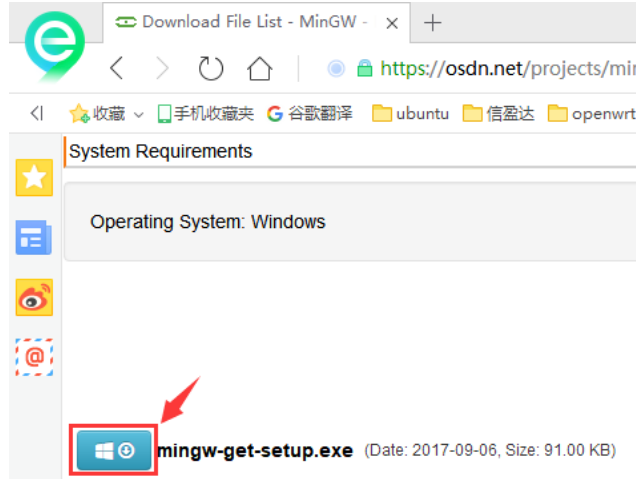 Download File List - MinGW -
https://osdn.net/projects/mi
收藏 手机收藏夹 谷歌翻译 ubuntu 信盈达 openwrt
System Requirements
Operating System: Windows
@
mingw-get-setup.exe (Date: 2017-09-06, Size: 91.00 KB)